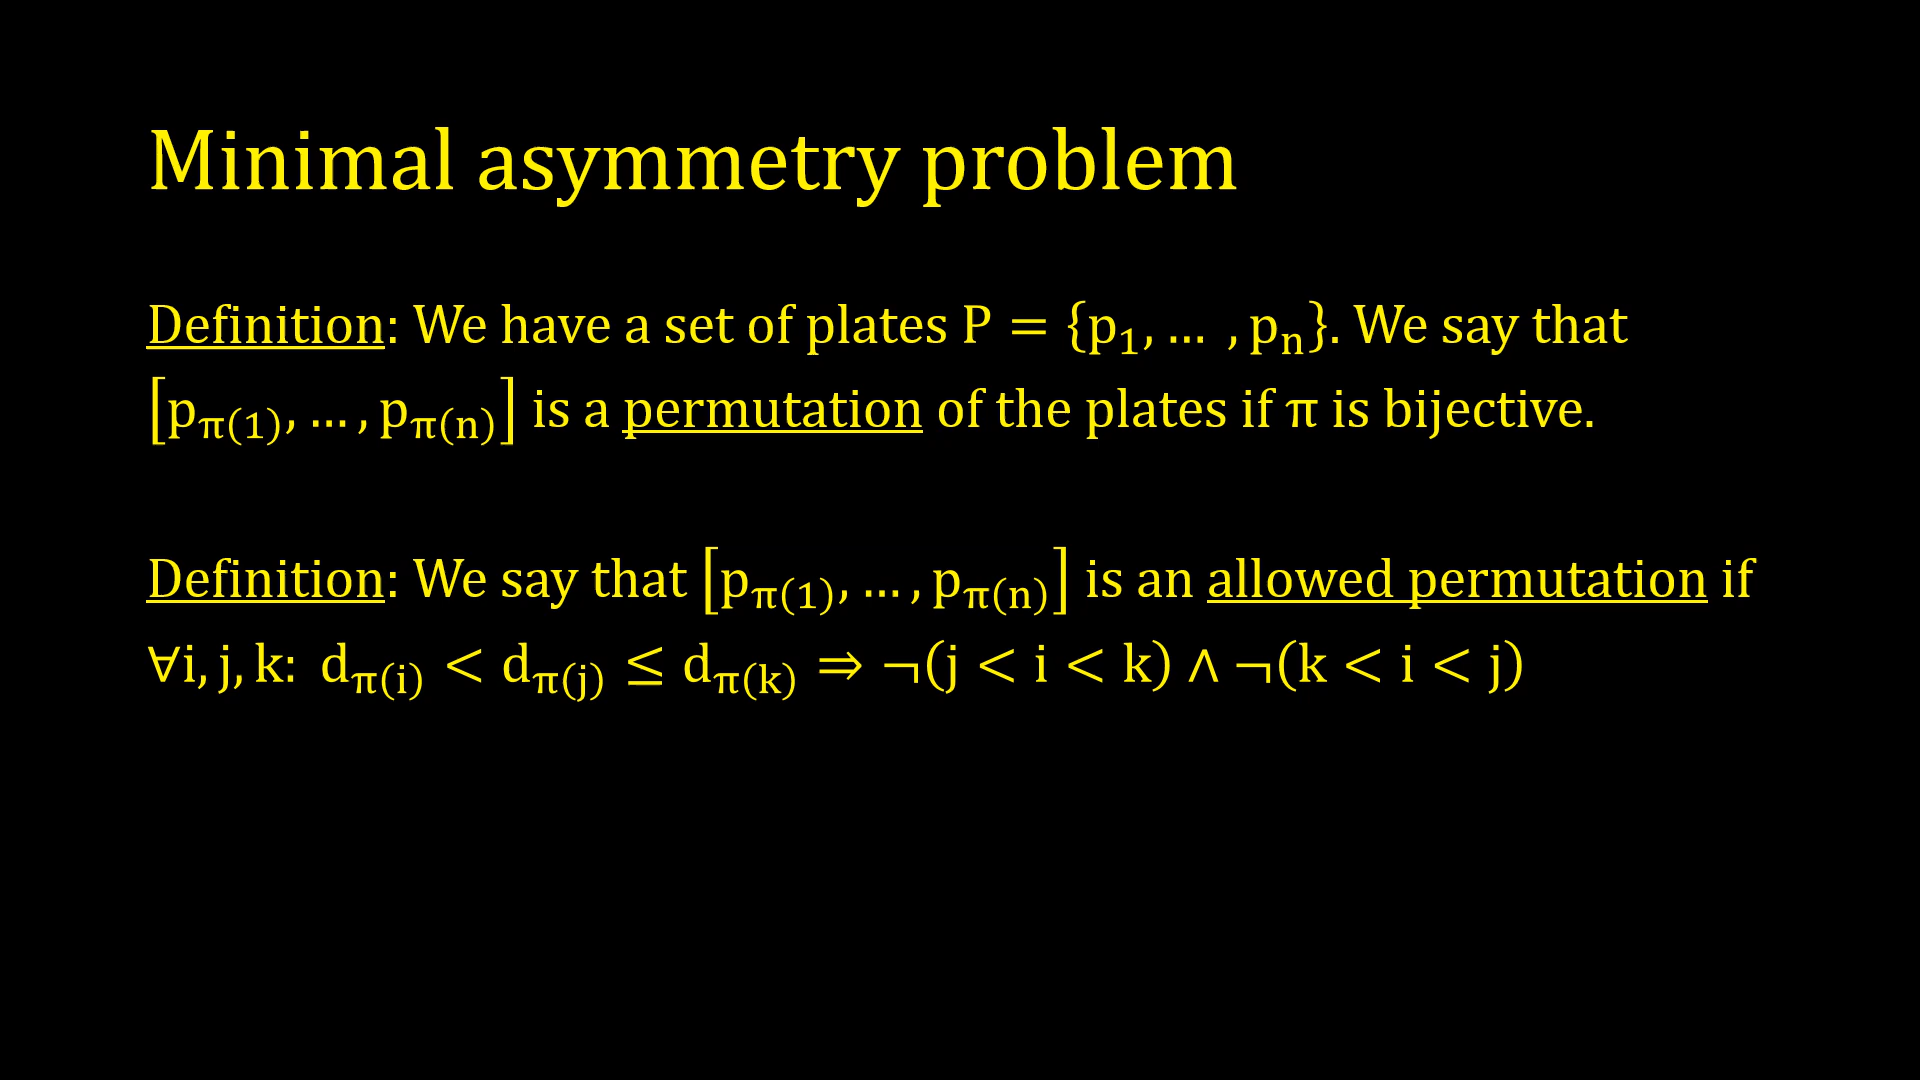 Minimal asymmetry problem
Definition: We have a set of plates P = {p₁, … , pₙ}. We say that
[p_π(1), … , p_π(n)] is a permutation of the plates if π is bijective.
Definition: We say that [p_π(1), … , p_π(n)] is an allowed permutation if
∀i, j, k: d_π(i) < d_π(j) ≤ d_π(k) ⇒ ¬(j < i < k) ∧ ¬(k < i < j)